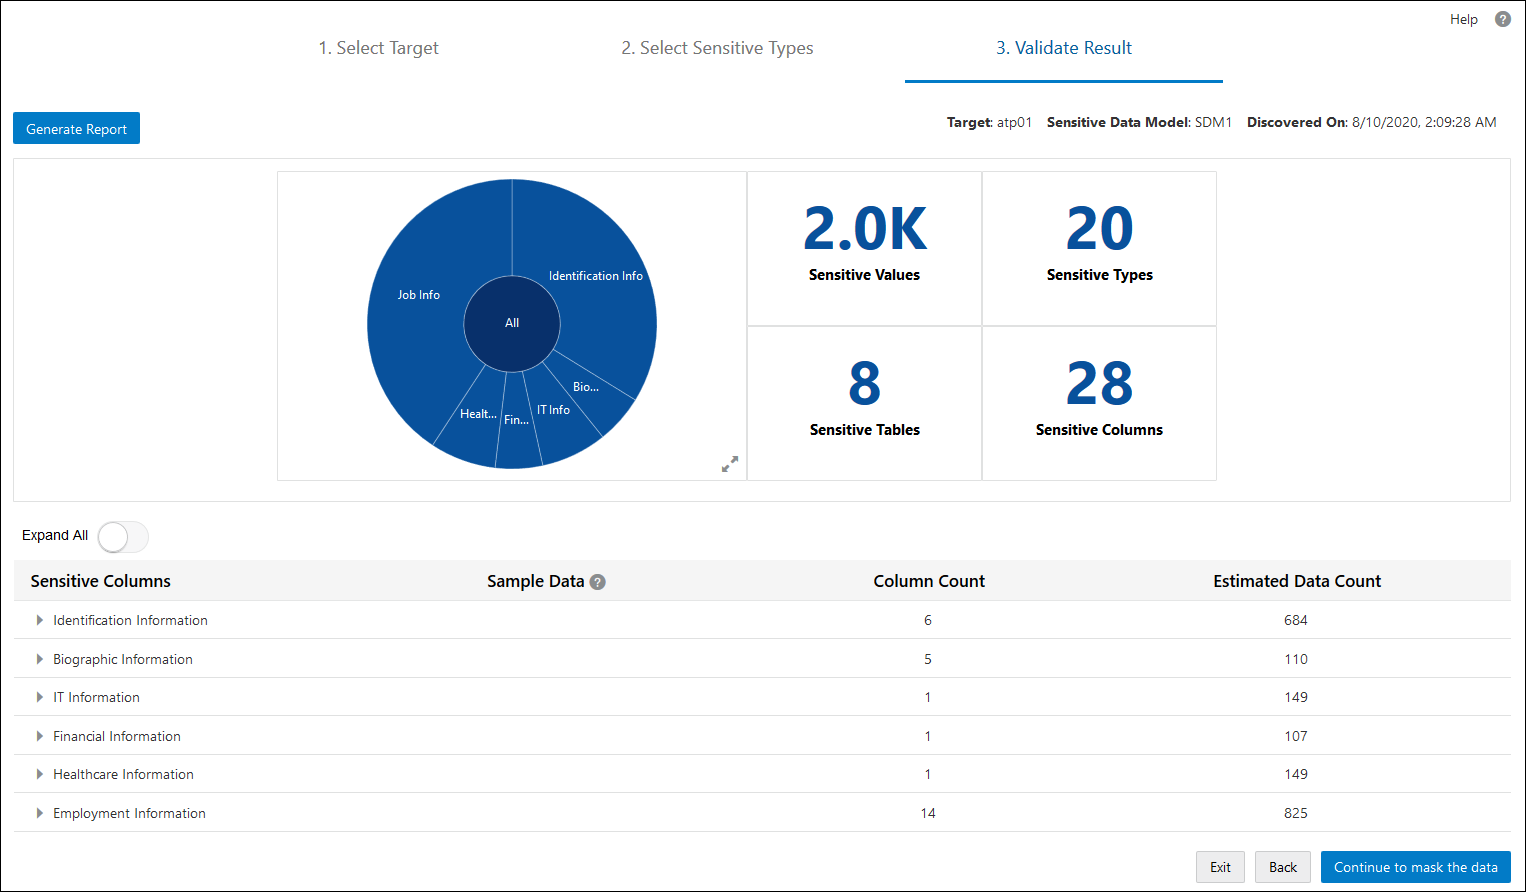 Help ?
1. Select Target 2. Select Sensitive Types 3. Validate Result
Generate Report
Target: atp01 Sensitive Data Model: SDM1 Discovered On: 8/10/2020, 2:09:28 AM
Identification Info
Job Info
All
Bio...
IT Info
Healt...
Fin...
2.0K
Sensitive Values
20
Sensitive Types
8
Sensitive Tables
28
Sensitive Columns
Expand All
Sensitive Columns Sample Data ? Column Count Estimated Data Count
Identification Information 6 684
Biographic Information 5 110
IT Information 1 149
Financial Information 1 107
Healthcare Information 1 149
Employment Information 14 825
Exit Back Continue to mask the data